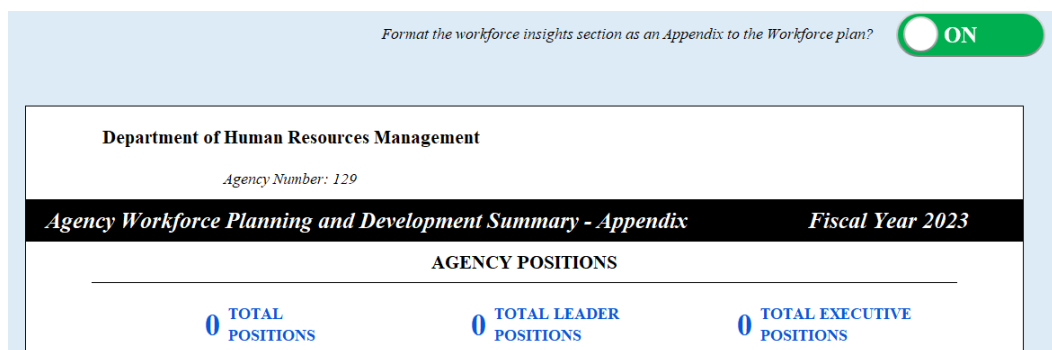 Format the workforce insights section as an Appendix to the Workforce plan?
ON
Department of Human Resources Management
Agency Number: 129
Agency Workforce Planning and Development Summary - Appendix Fiscal Year 2023
AGENCY POSITIONS
0 TOTAL POSITIONS
0 TOTAL LEADER POSITIONS
0 TOTAL EXECUTIVE POSITIONS